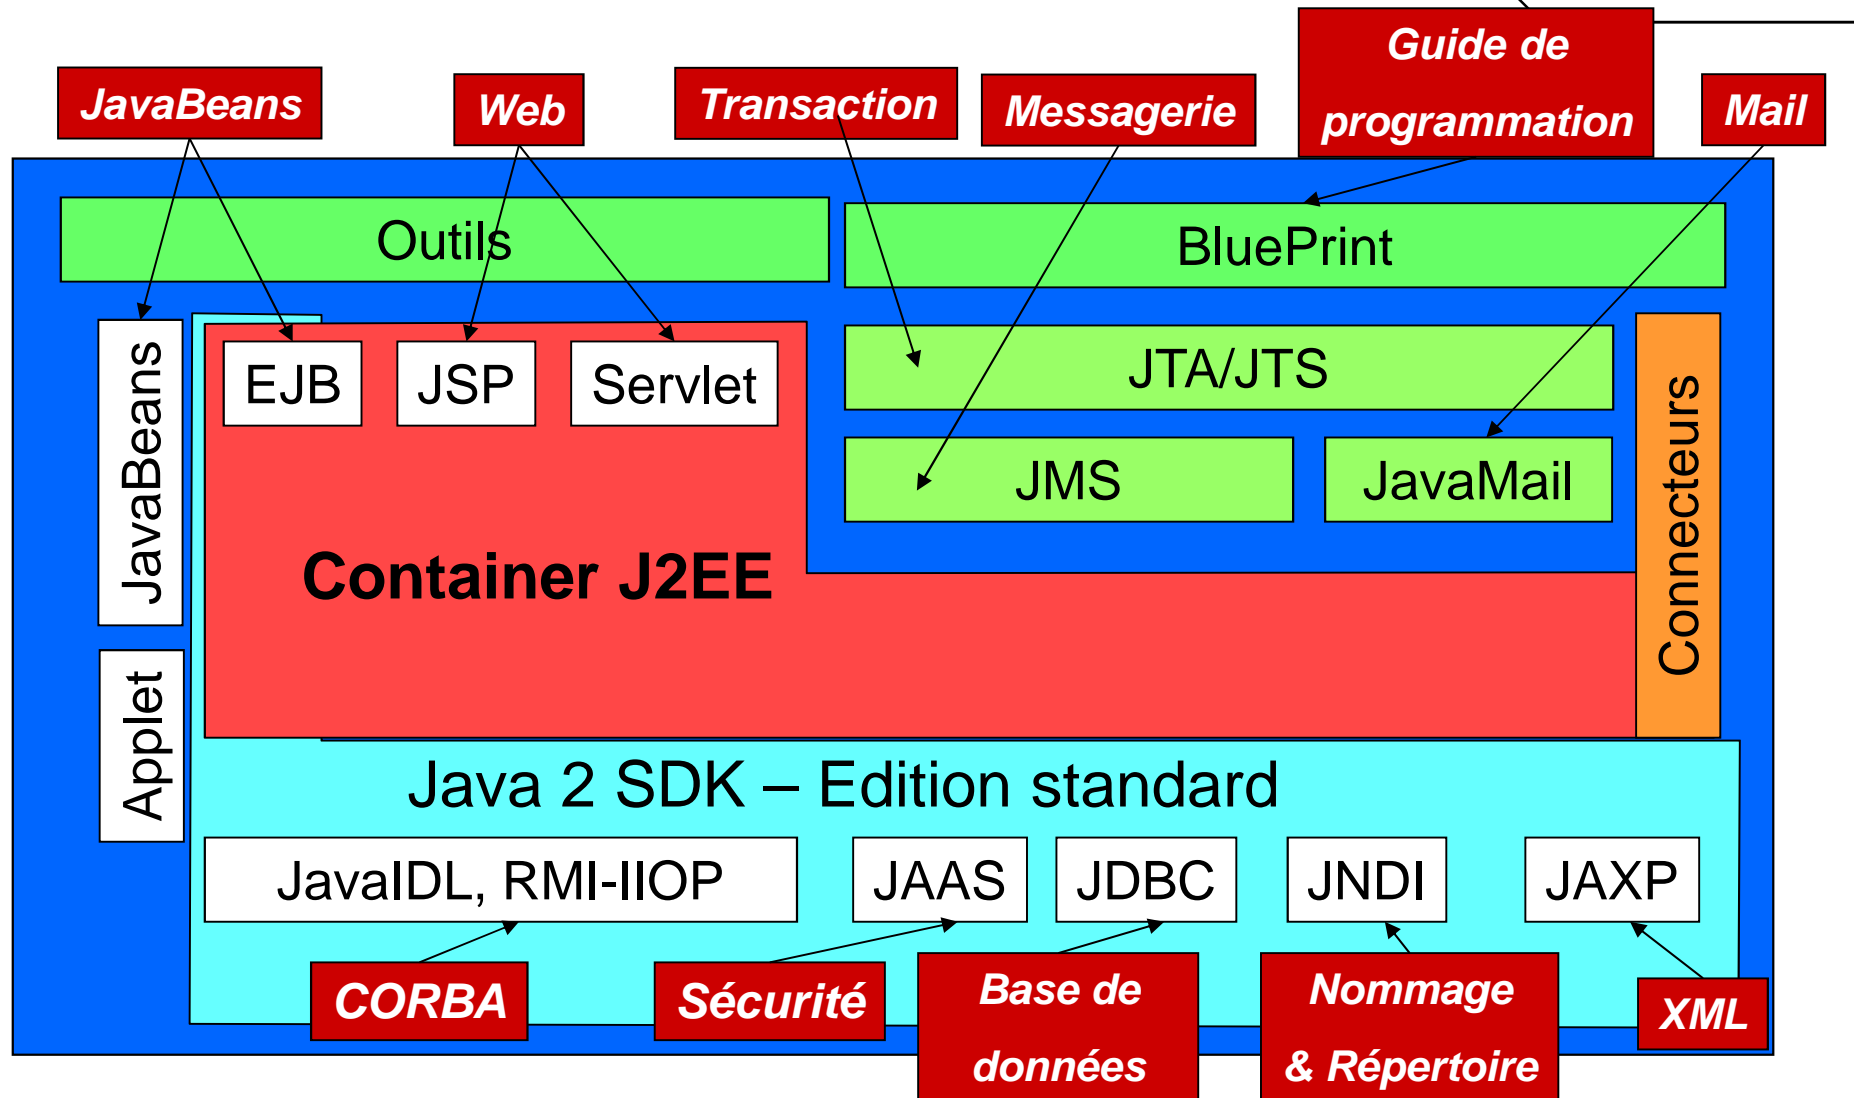 Guide de
programmation
JavaBeans
Web
Transaction
Messagerie
Mail
Outils
BluePrint
JavaBeans
EJB
JSP
Servlet
JTA/JTS
JMS
JavaMail
Connecteurs
Container J2EE
Applet
Java 2 SDK – Edition standard
JavaIDL, RMI-IIOP
JAAS
JDBC
JNDI
JAXP
CORBA
Sécurité
Base de
données
Nommage
& Répertoire
XML